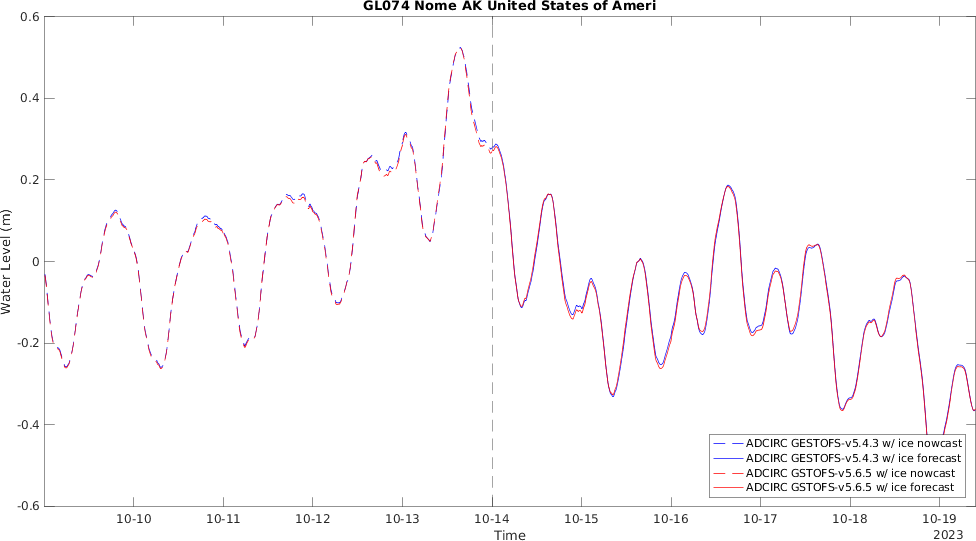 GL074 Nome AK United States of Ameri
0.6
0.4
0.2
0
-0.2
-0.4
-0.6
Water Level (m)
ADCIRC GESTOFS-v5.4.3 w/ ice nowcast
ADCIRC GESTOFS-v5.4.3 w/ ice forecast
ADCIRC GSTOFS-v5.6.5 w/ ice nowcast
ADCIRC GSTOFS-v5.6.5 w/ ice forecast
10-10 10-11 10-12 10-13 10-14 10-15 10-16 10-17 10-18 10-19
Time 2023